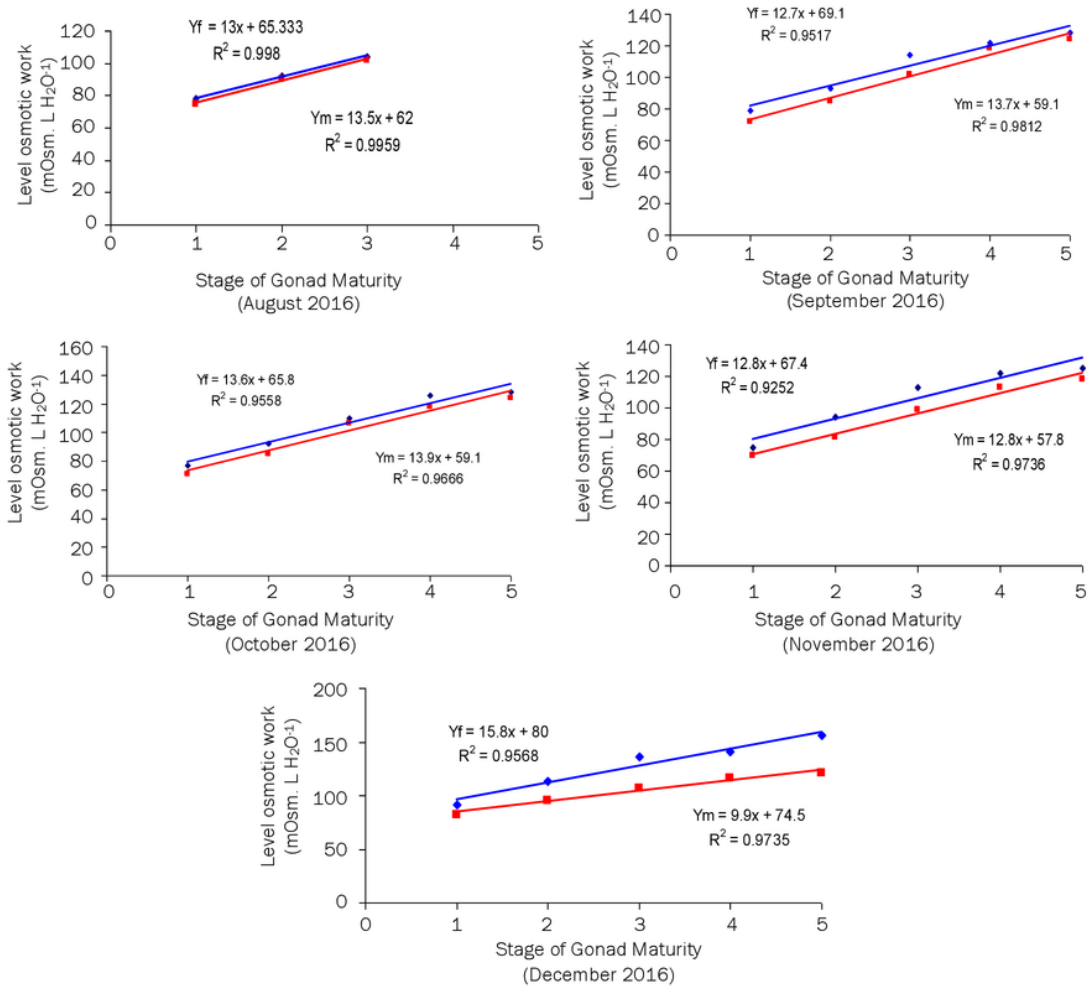 Level osmotic work
(mOsm. L H₂O⁻¹)
120
100
80
60
40
20
0
Yf = 13x + 65.333
R² = 0.998
Ym = 13.5x + 62
R² = 0.9959
0 1 2 3 4 5
Stage of Gonad Maturity
(August 2016)
Level osmotic work
(mOsm. L H₂O⁻¹)
140
120
100
80
60
40
20
0
Yf = 12.7x + 69.1
R² = 0.9517
Ym = 13.7x + 59.1
R² = 0.9812
0 1 2 3 4 5
Stage of Gonad Maturity
(September 2016)
Level osmotic work
(mOsm. L H₂O⁻¹)
160
140
120
100
80
60
40
20
0
Yf = 13.6x + 65.8
R² = 0.9558
Ym = 13.9x + 59.1
R² = 0.9666
0 1 2 3 4 5
Stage of Gonad Maturity
(October 2016)
Level osmotic work
(mOsm. L H₂O⁻¹)
140
120
100
80
60
40
20
0
Yf = 12.8x + 67.4
R² = 0.9252
Ym = 12.8x + 57.8
R² = 0.9736
0 1 2 3 4 5
Stage of Gonad Maturity
(November 2016)
Level osmotic work
(mOsm. L H₂O⁻¹)
200
150
100
50
0
Yf = 15.8x + 80
R² = 0.9568
Ym = 9.9x + 74.5
R² = 0.9735
0 1 2 3 4 5
Stage of Gonad Maturity
(December 2016)